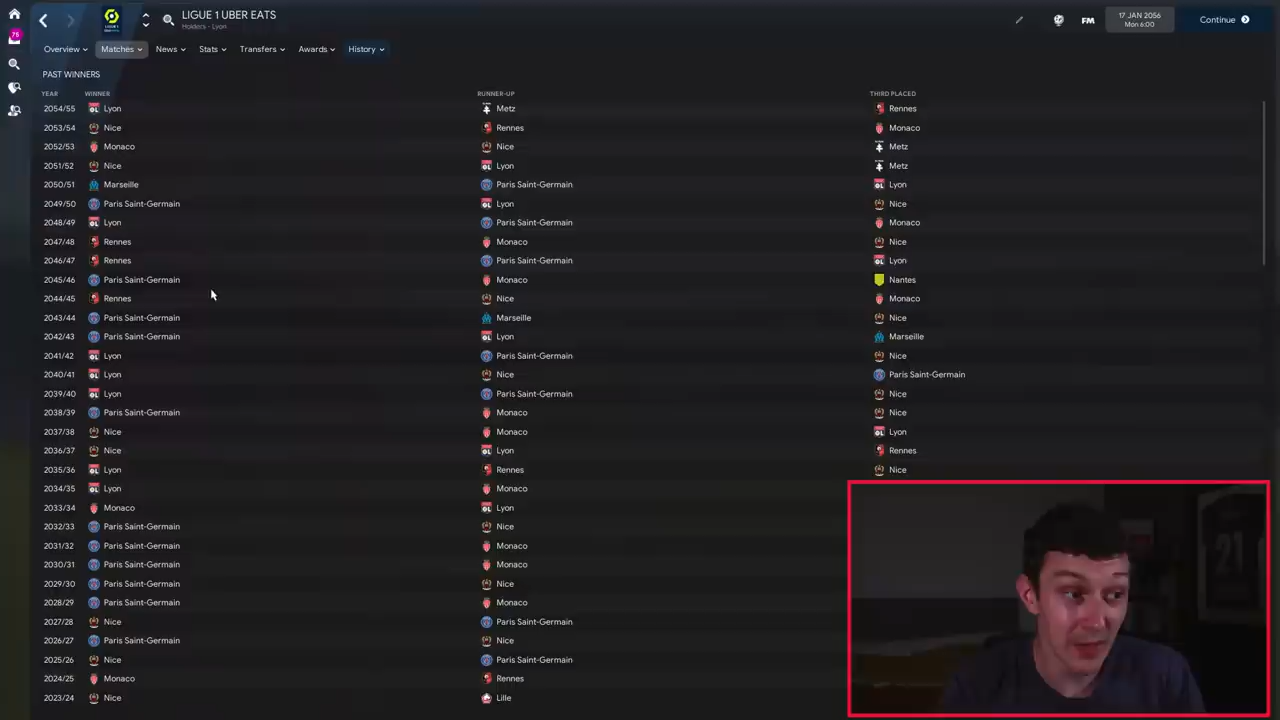 LIGUE 1 UBER EATS
Holders - Lyon
17 JAN 2056
Mon 6:00
FM
Continue
75
Overview Matches News Stats Transfers Awards History
PAST WINNERS
YEAR WINNER RUNNER-UP THIRD PLACED
2054/55 Lyon Metz Rennes
2053/54 Nice Rennes Monaco
2052/53 Monaco Nice Metz
2051/52 Nice Lyon Metz
2050/51 Marseille Paris Saint-Germain Lyon
2049/50 Paris Saint-Germain Lyon Nice
2048/49 Lyon Paris Saint-Germain Monaco
2047/48 Rennes Monaco Nice
2046/47 Rennes Paris Saint-Germain Lyon
2045/46 Paris Saint-Germain Monaco Nantes
2044/45 Rennes Nice Monaco
2043/44 Paris Saint-Germain Marseille Nice
2042/43 Paris Saint-Germain Lyon Marseille
2041/42 Lyon Paris Saint-Germain Nice
2040/41 Lyon Nice Paris Saint-Germain
2039/40 Lyon Paris Saint-Germain Nice
2038/39 Paris Saint-Germain Monaco Nice
2037/38 Nice Monaco Lyon
2036/37 Nice Lyon Rennes
2035/36 Lyon Rennes Nice
2034/35 Lyon Monaco
2033/34 Monaco Lyon
2032/33 Paris Saint-Germain Nice
2031/32 Paris Saint-Germain Monaco
2030/31 Paris Saint-Germain Monaco
2029/30 Paris Saint-Germain Nice
2028/29 Paris Saint-Germain Monaco
2027/28 Nice Paris Saint-Germain
2026/27 Paris Saint-Germain Nice
2025/26 Nice Paris Saint-Germain
2024/25 Monaco Rennes
2023/24 Nice Lille
21